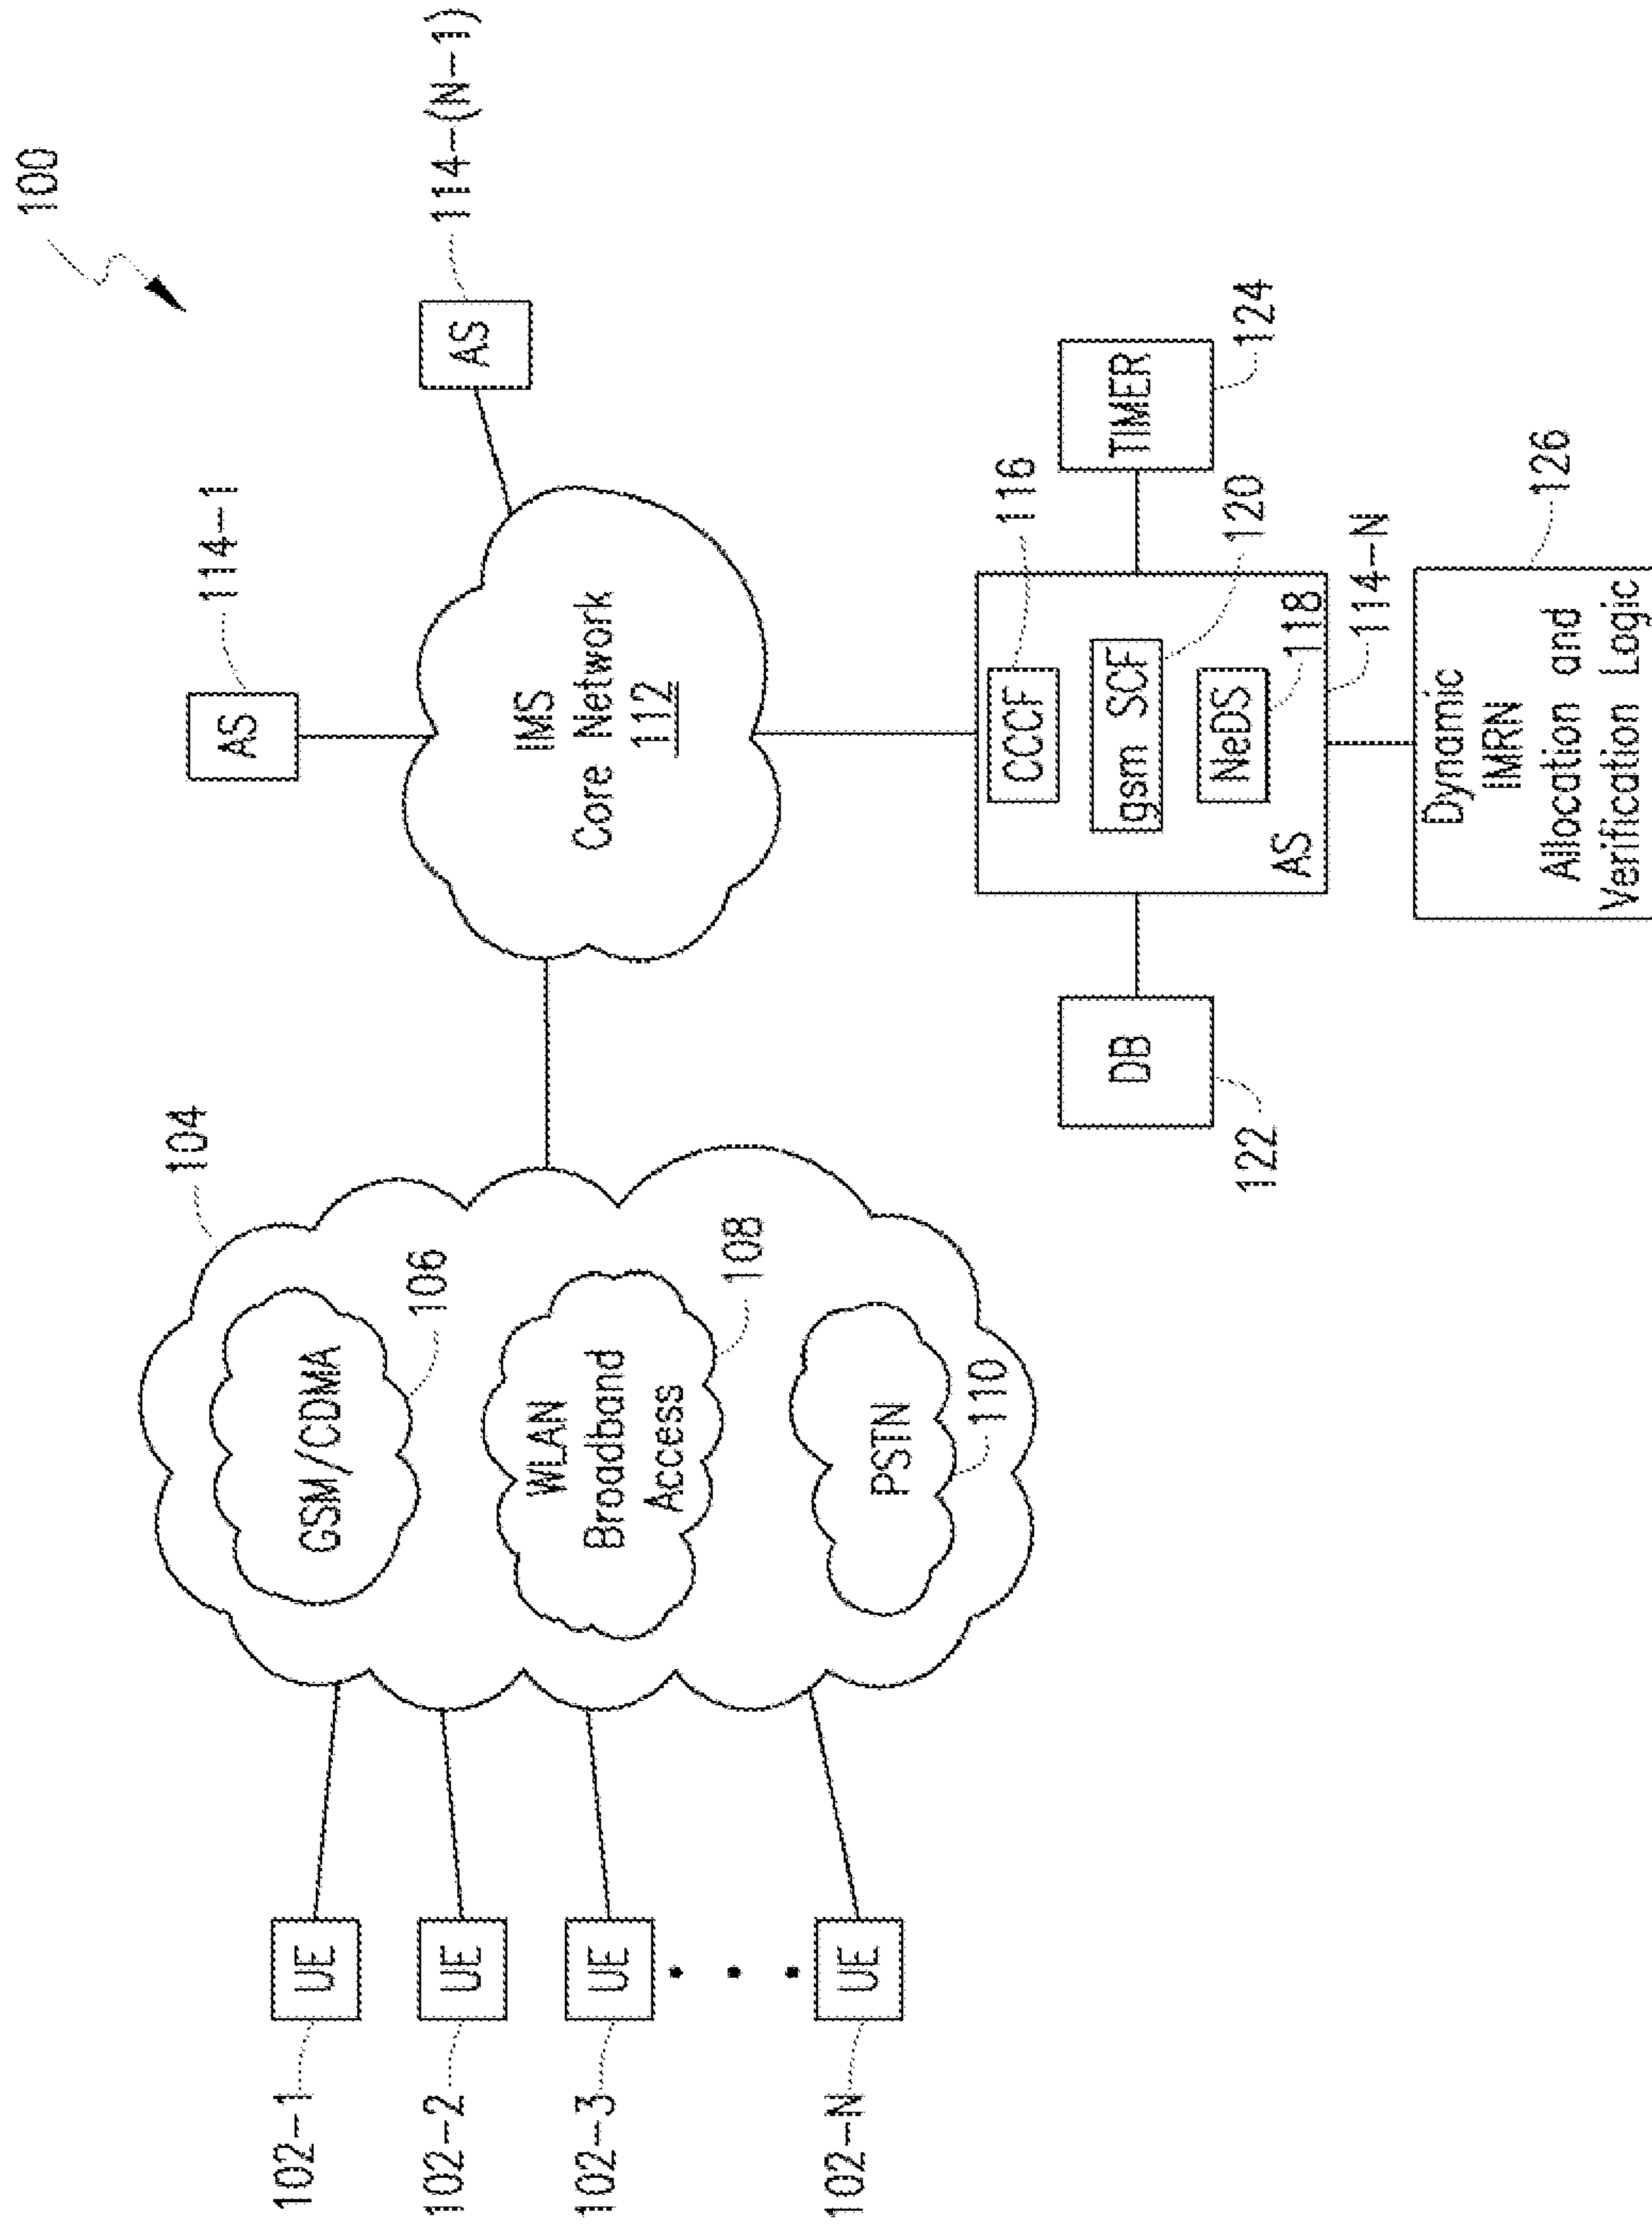 100
104
GSM/CDMA
106
WLAN
Broadband
Access
108
PSTN
110
102-1
UE
102-2
UE
102-3
UE
102-N
UE
IMS
Core Network
112
AS
114-1
AS
114-(N-1)
CCCF
116
gsm SCF
120
NeDS
118
AS
114-N
DB
122
TIMER
124
Dynamic
IMRN
Allocation and
Verification Logic
126